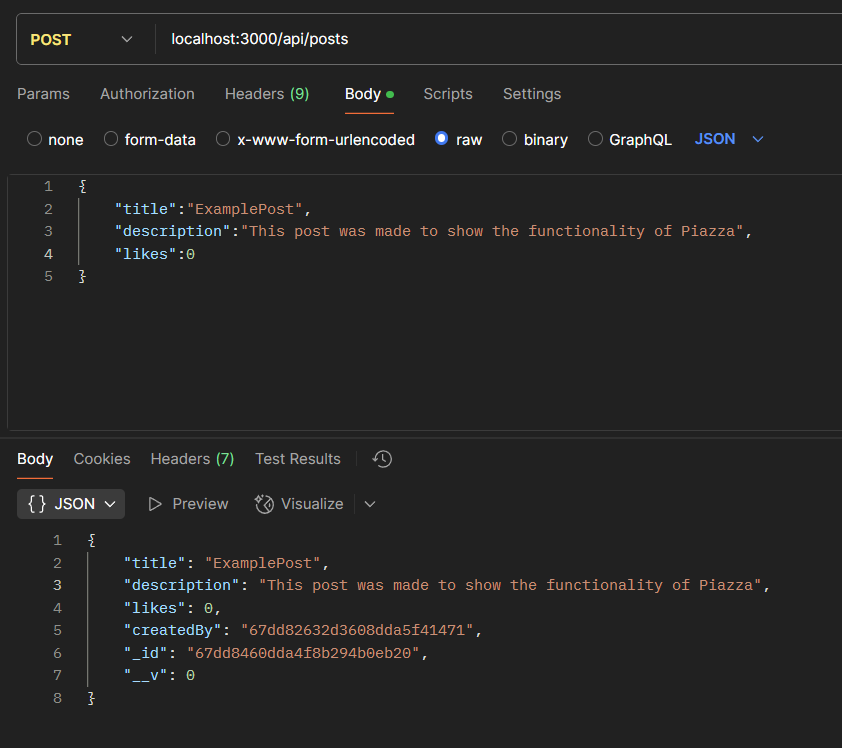 POST localhost:3000/api/posts
Params Authorization Headers (9) Body Scripts Settings
none form-data x-www-form-urlencoded raw binary GraphQL JSON
1 {
2 "title":"ExamplePost",
3 "description":"This post was made to show the functionality of Piazza",
4 "likes":0
5 }
Body Cookies Headers (7) Test Results
{} JSON Preview Visualize
1 {
2 "title": "ExamplePost",
3 "description": "This post was made to show the functionality of Piazza",
4 "likes": 0,
5 "createdBy": "67dd82632d3608dda5f41471",
6 "_id": "67dd8460dda4f8b294b0eb20",
7 "__v": 0
8 }